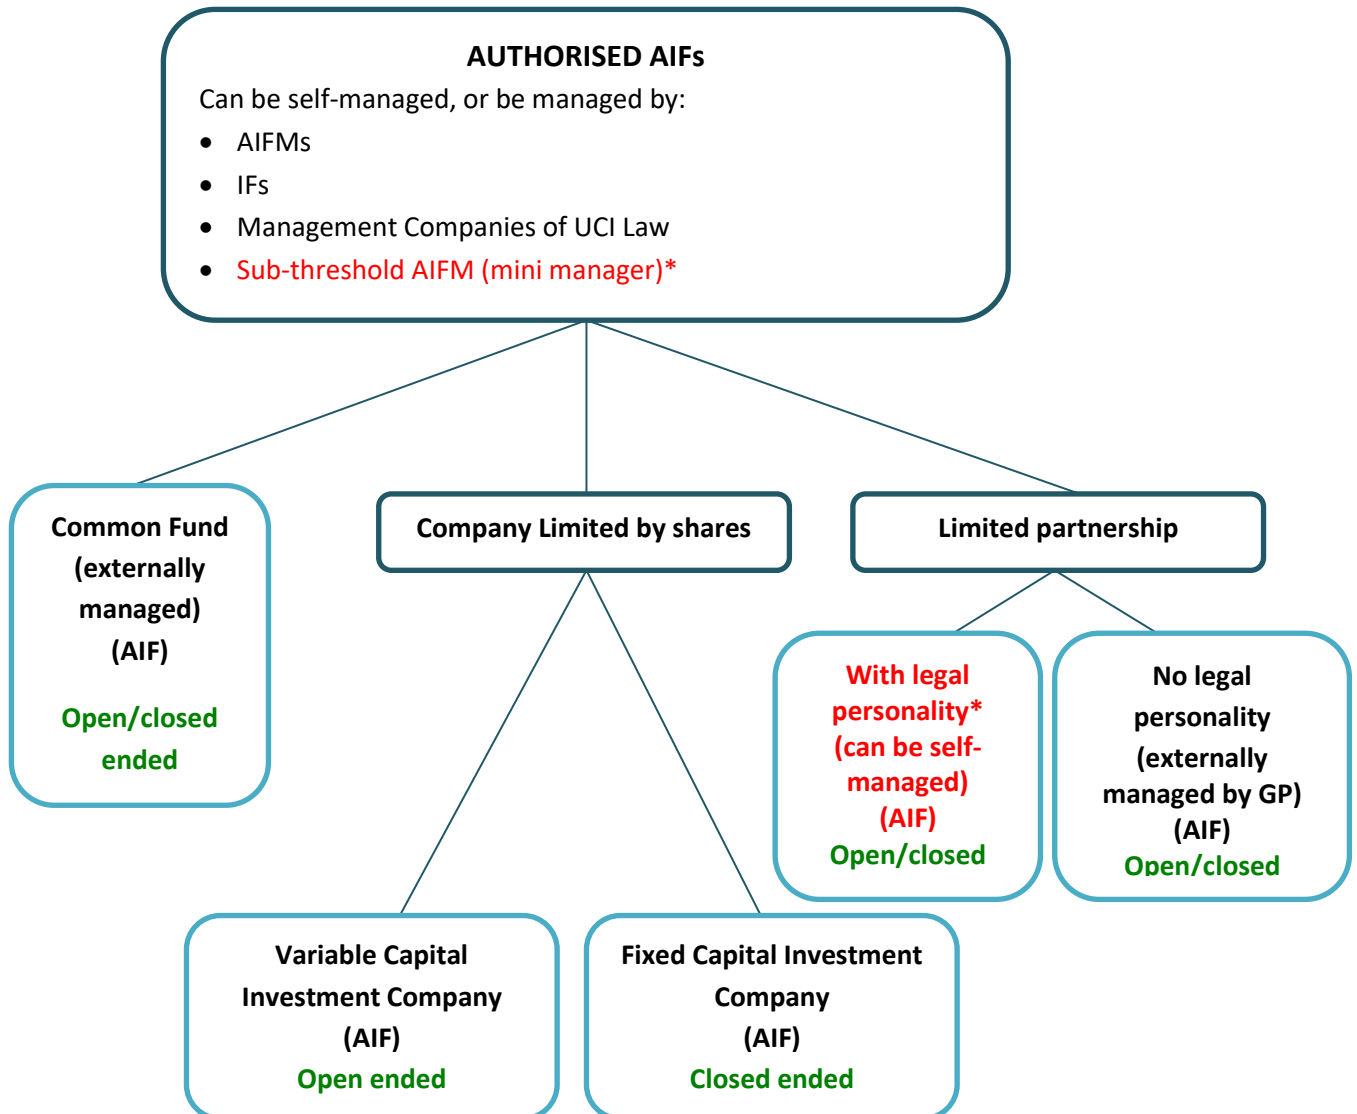 AUTHORISED AIFs
Can be self-managed, or be managed by:
• AIFMs
• IFs
• Management Companies of UCI Law
• Sub-threshold AIFM (mini manager)*
Common Fund
(externally
managed)
(AIF)
Open/closed
ended
Company Limited by shares
Limited partnership
With legal
personality*
(can be self-
managed)
(AIF)
Open/closed
No legal
personality
(externally
managed by GP)
(AIF)
Open/closed
Variable Capital
Investment Company
(AIF)
Open ended
Fixed Capital Investment
Company
(AIF)
Closed ended